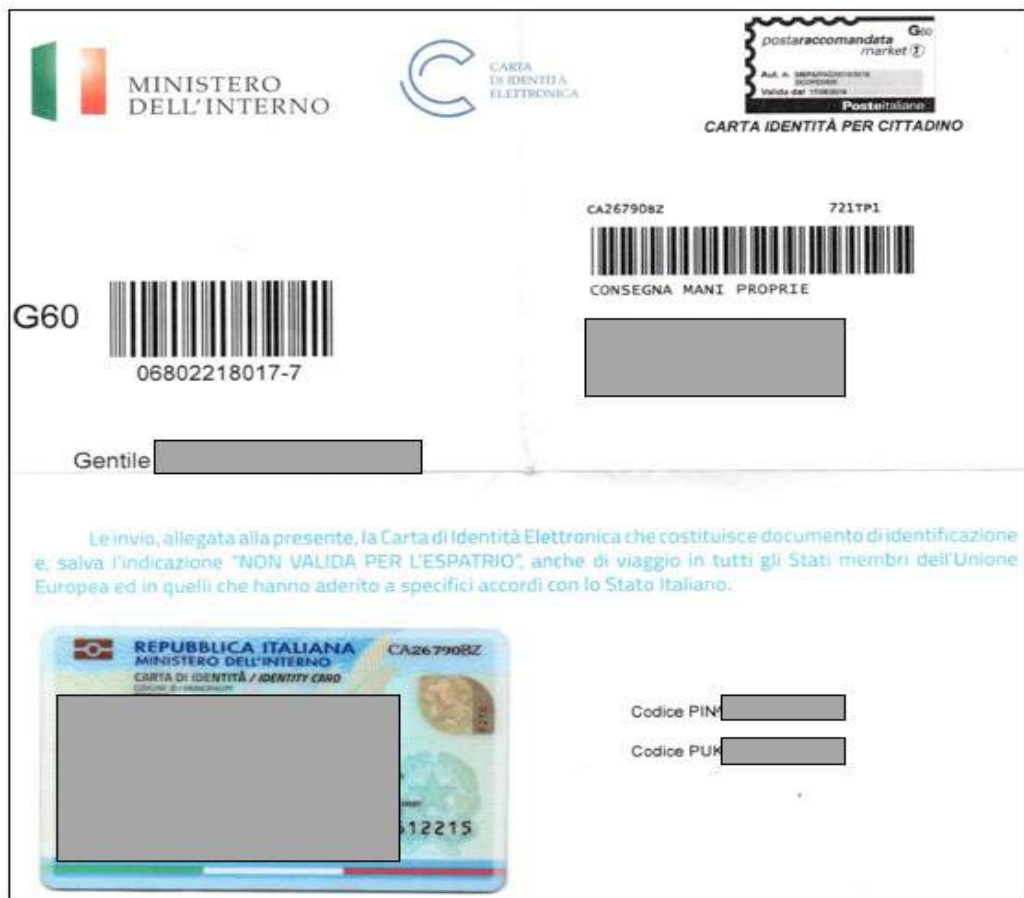 MINISTERO
DELL'INTERNO
CARTA
DI IDENTITÀ
ELETTRONICA
G60
postaraccomandata
market
Aut. n.
Valida dal
Posteitaliane
CARTA IDENTITÀ PER CITTADINO
CA26790BZ 721TP1
CONSEGNA MANI PROPRIE
G60
06802218017-7
Gentile
Le invio, allegata alla presente, la Carta di Identità Elettronica che costituisce documento di identificazione
e, salva l'indicazione "NON VALIDA PER L'ESPATRIO", anche di viaggio in tutti gli Stati membri dell'Unione
Europea ed in quelli che hanno aderito a specifici accordi con lo Stato Italiano.
REPUBBLICA ITALIANA CA26790BZ
MINISTERO DELL'INTERNO
CARTA DI IDENTITÀ / IDENTITY CARD
12215
Codice PIN
Codice PUK